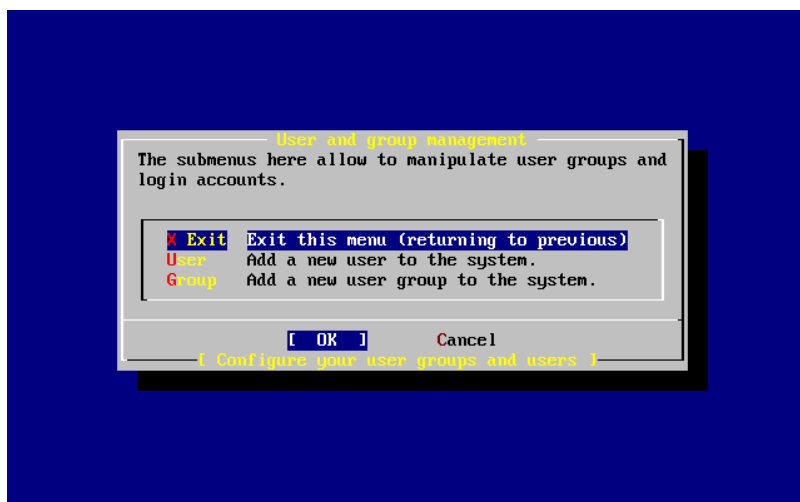 User and group management
The submenus here allow to manipulate user groups and
login accounts.
X Exit Exit this menu (returning to previous)
User Add a new user to the system.
Group Add a new user group to the system.
[ OK ] Cancel
[ Configure your user groups and users ]